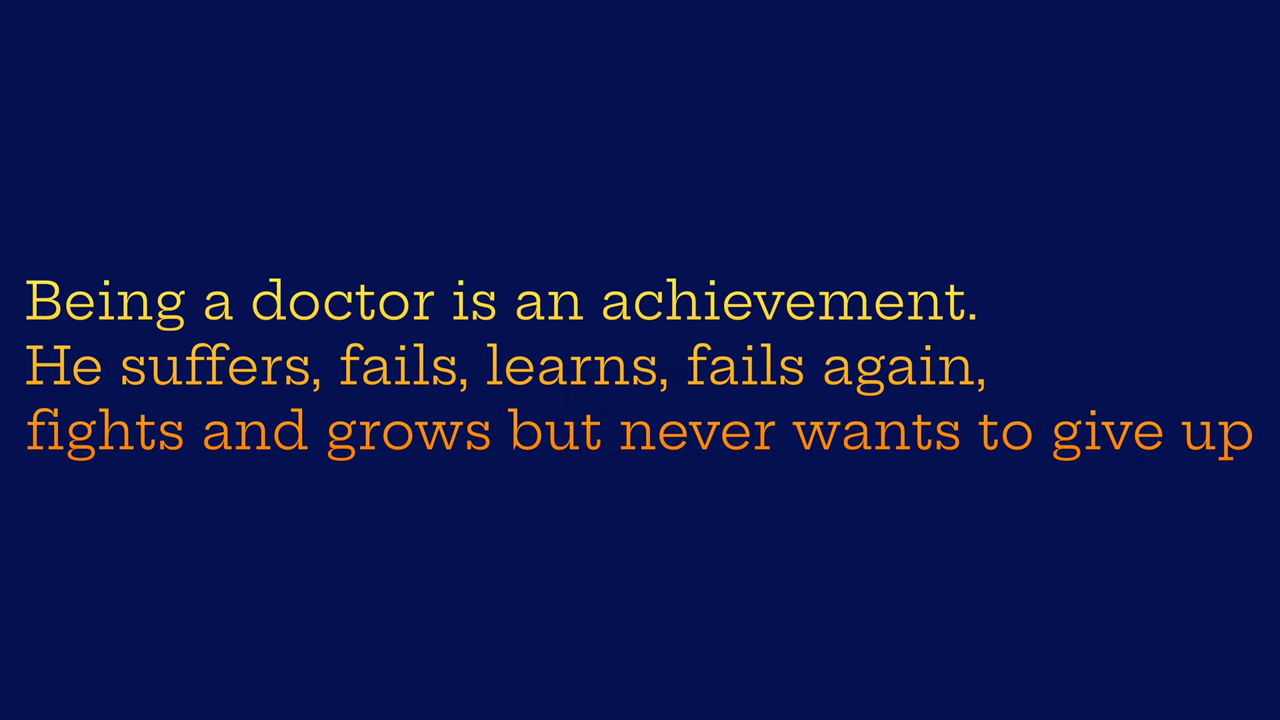 Being a doctor is an achievement.
He suffers, fails, learns, fails again,
fights and grows but never wants to give up